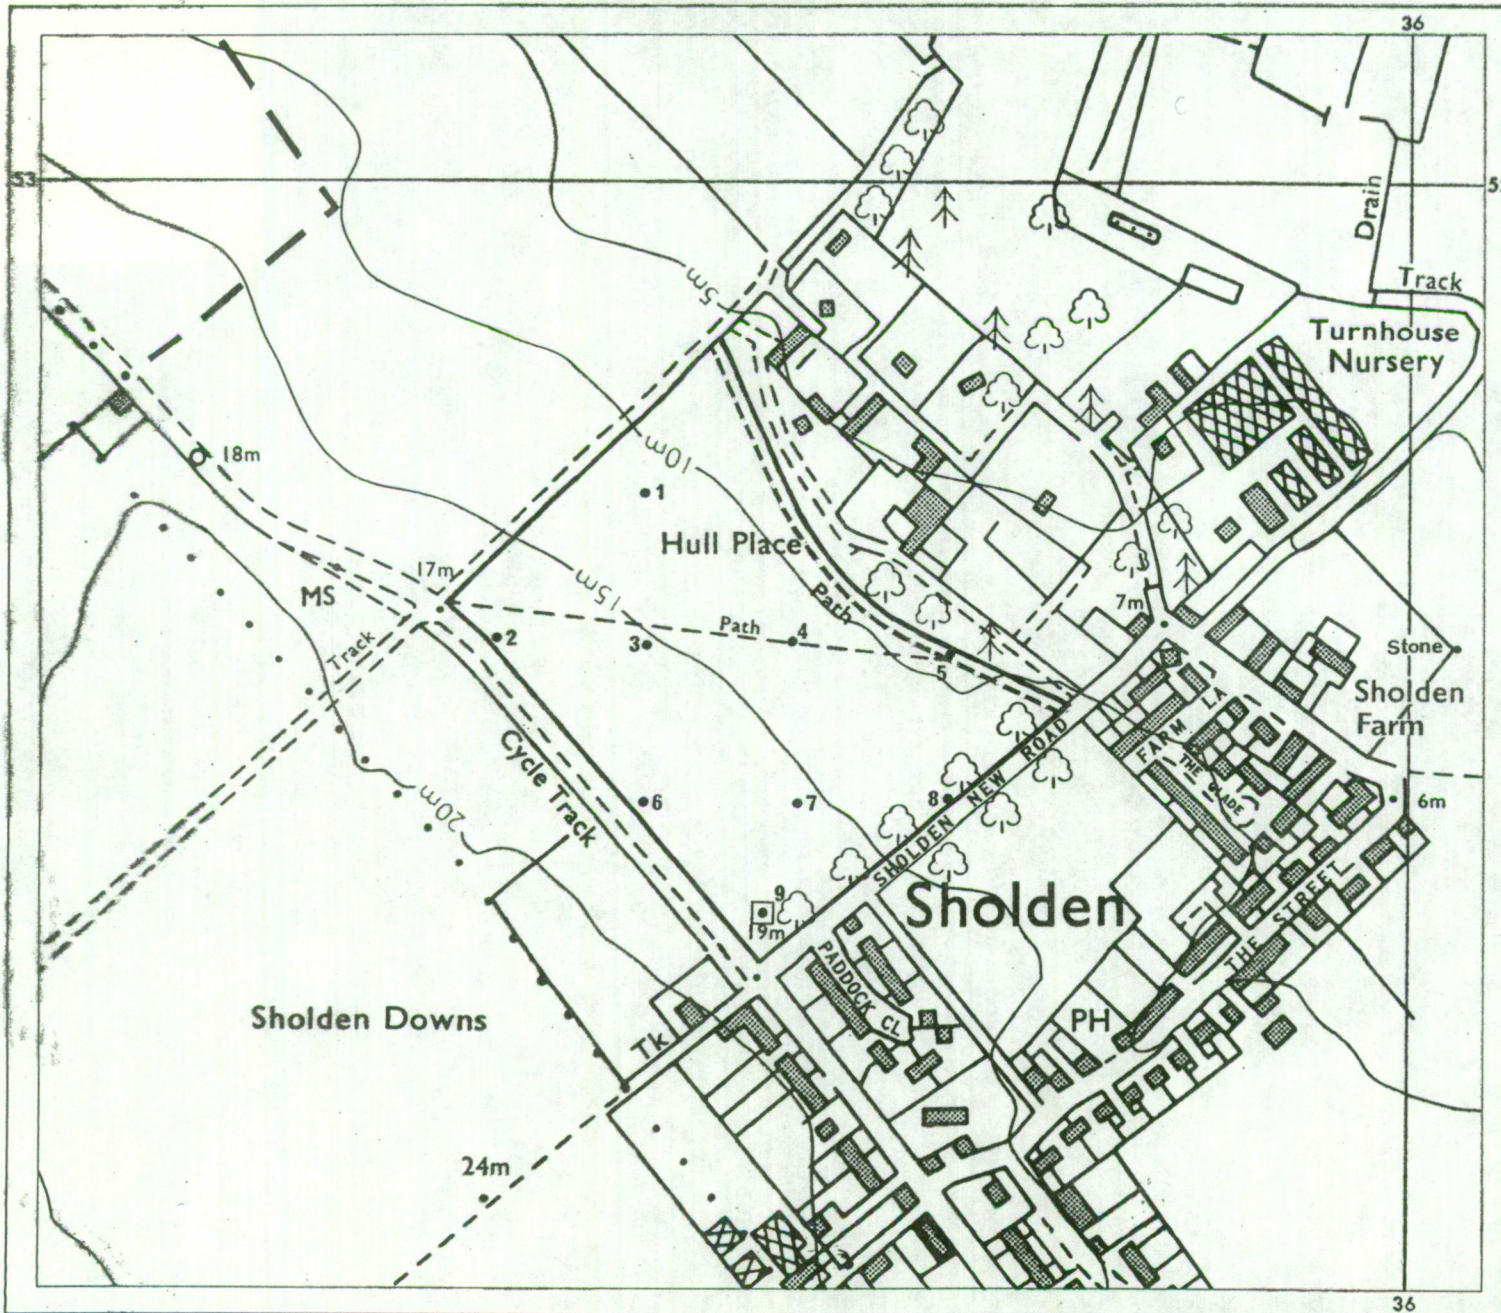 36
53
Drain
Track
5m
Turnhouse
Nursery
18m
10m
1
Hull Place
17m
MS
15m
Path
7m
2
3
Path
4
Track
5
Stone
Sholden
Farm
FARM LA
THE
GLADE
SHOLDEN NEW ROAD
Cycle Track
6
7
8
6m
20m
9
19m
Sholden
THE STREET
PADDOCK CL
Sholden Downs
PH
Tk
24m
36